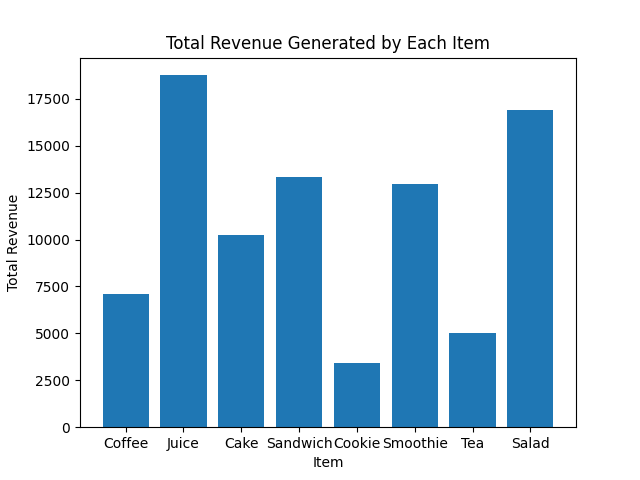 Total Revenue Generated by Each Item
Total Revenue
17500
15000
12500
10000
7500
5000
2500
0
Coffee Juice Cake Sandwich Cookie Smoothie Tea Salad
Item